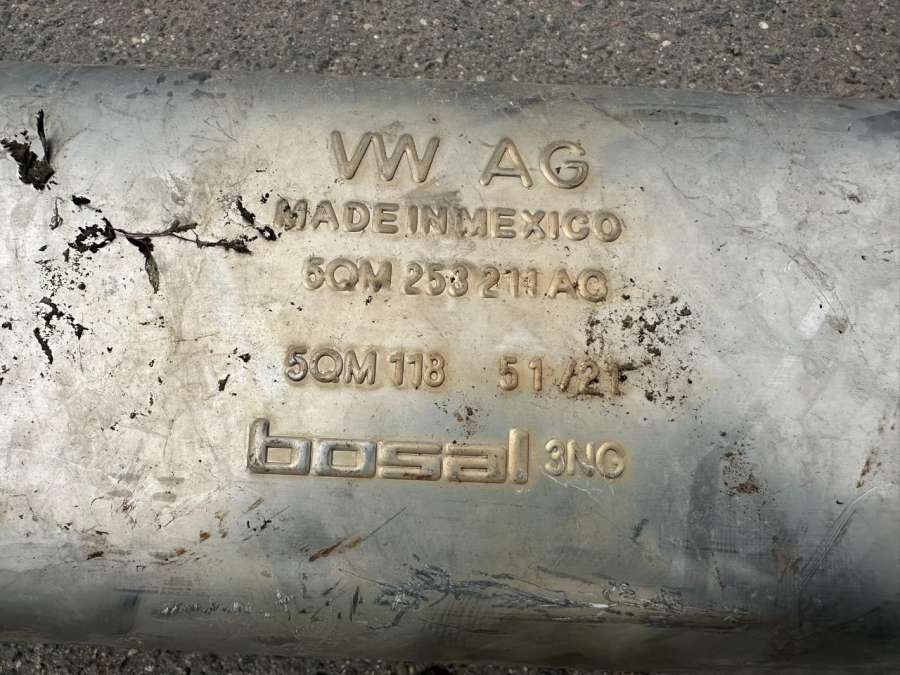 VW AG
MADE IN MEXICO
5QM 253 211 AG
5QM 118 51/21
bosal 3NG